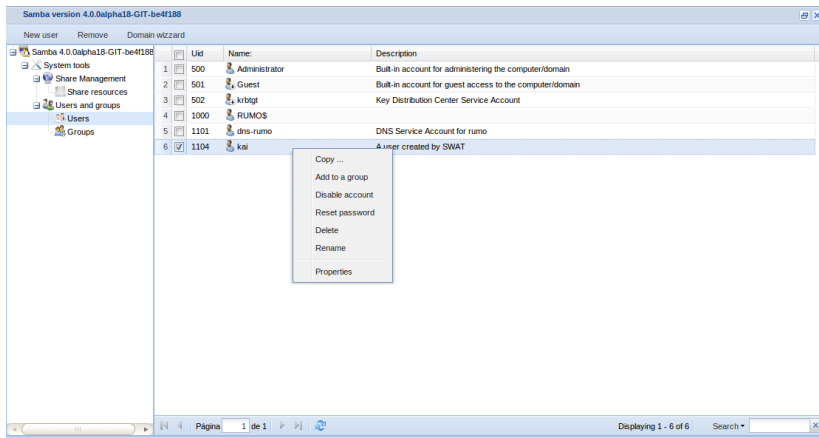 Samba version 4.0.0alpha18-GIT-be4f188
New user Remove Domain wizzard
Samba 4.0.0alpha18-GIT-be4f188
System tools
Share Management
Share resources
Users and groups
Users
Groups
Uid Name: Description
1 500 Administrator Built-in account for administering the computer/domain
2 501 Guest Built-in account for guest access to the computer/domain
3 502 krbtgt Key Distribution Center Service Account
4 1000 RUMO$
5 1101 dns-rumo DNS Service Account for rumo
6 1104 kai A user created by SWAT
Copy ...
Add to a group
Disable account
Reset password
Delete
Rename
Properties
Página 1 de 1 Displaying 1 - 6 of 6 Search